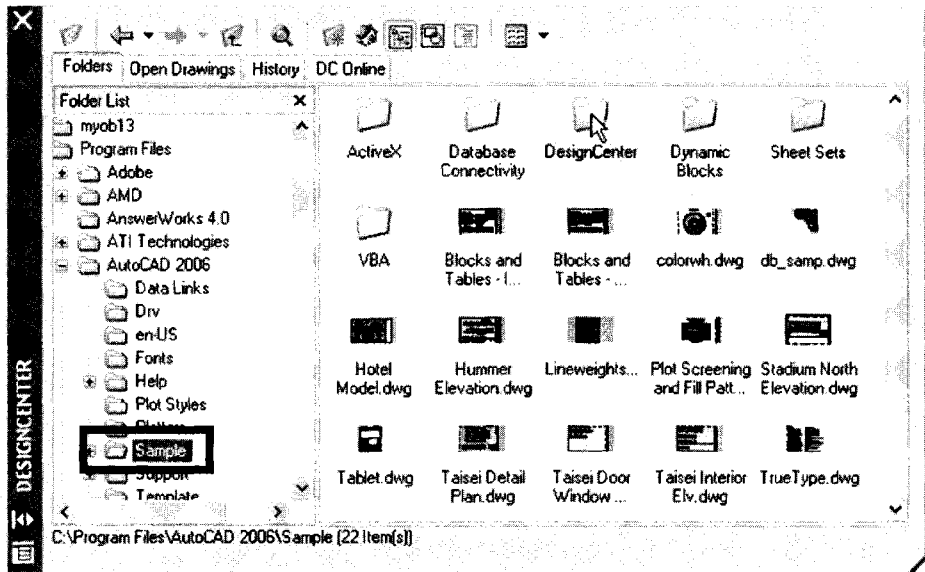 Folders Open Drawings History DC Online
Folder List
myob13
Program Files
Adobe
AMD
AnswerWorks 4.0
ATI Technologies
AutoCAD 2006
Data Links
Drv
en-US
Fonts
Help
Plot Styles
Plotters
Sample
Support
Template
ActiveX
Database
Connectivity
DesignCenter
Dynamic
Blocks
Sheet Sets
VBA
Blocks and
Tables - I...
Blocks and
Tables - ...
colorwh.dwg
db_samp.dwg
Hotel
Model.dwg
Hummer
Elevation.dwg
Lineweights...
Plot Screening
and Fill Patt...
Stadium North
Elevation.dwg
Tablet.dwg
Taisei Detail
Plan.dwg
Taisei Door
Window ...
Taisei Interior
Elv.dwg
TrueType.dwg
DESIGNCENTER
C:\Program Files\AutoCAD 2006\Sample (22 Item(s))